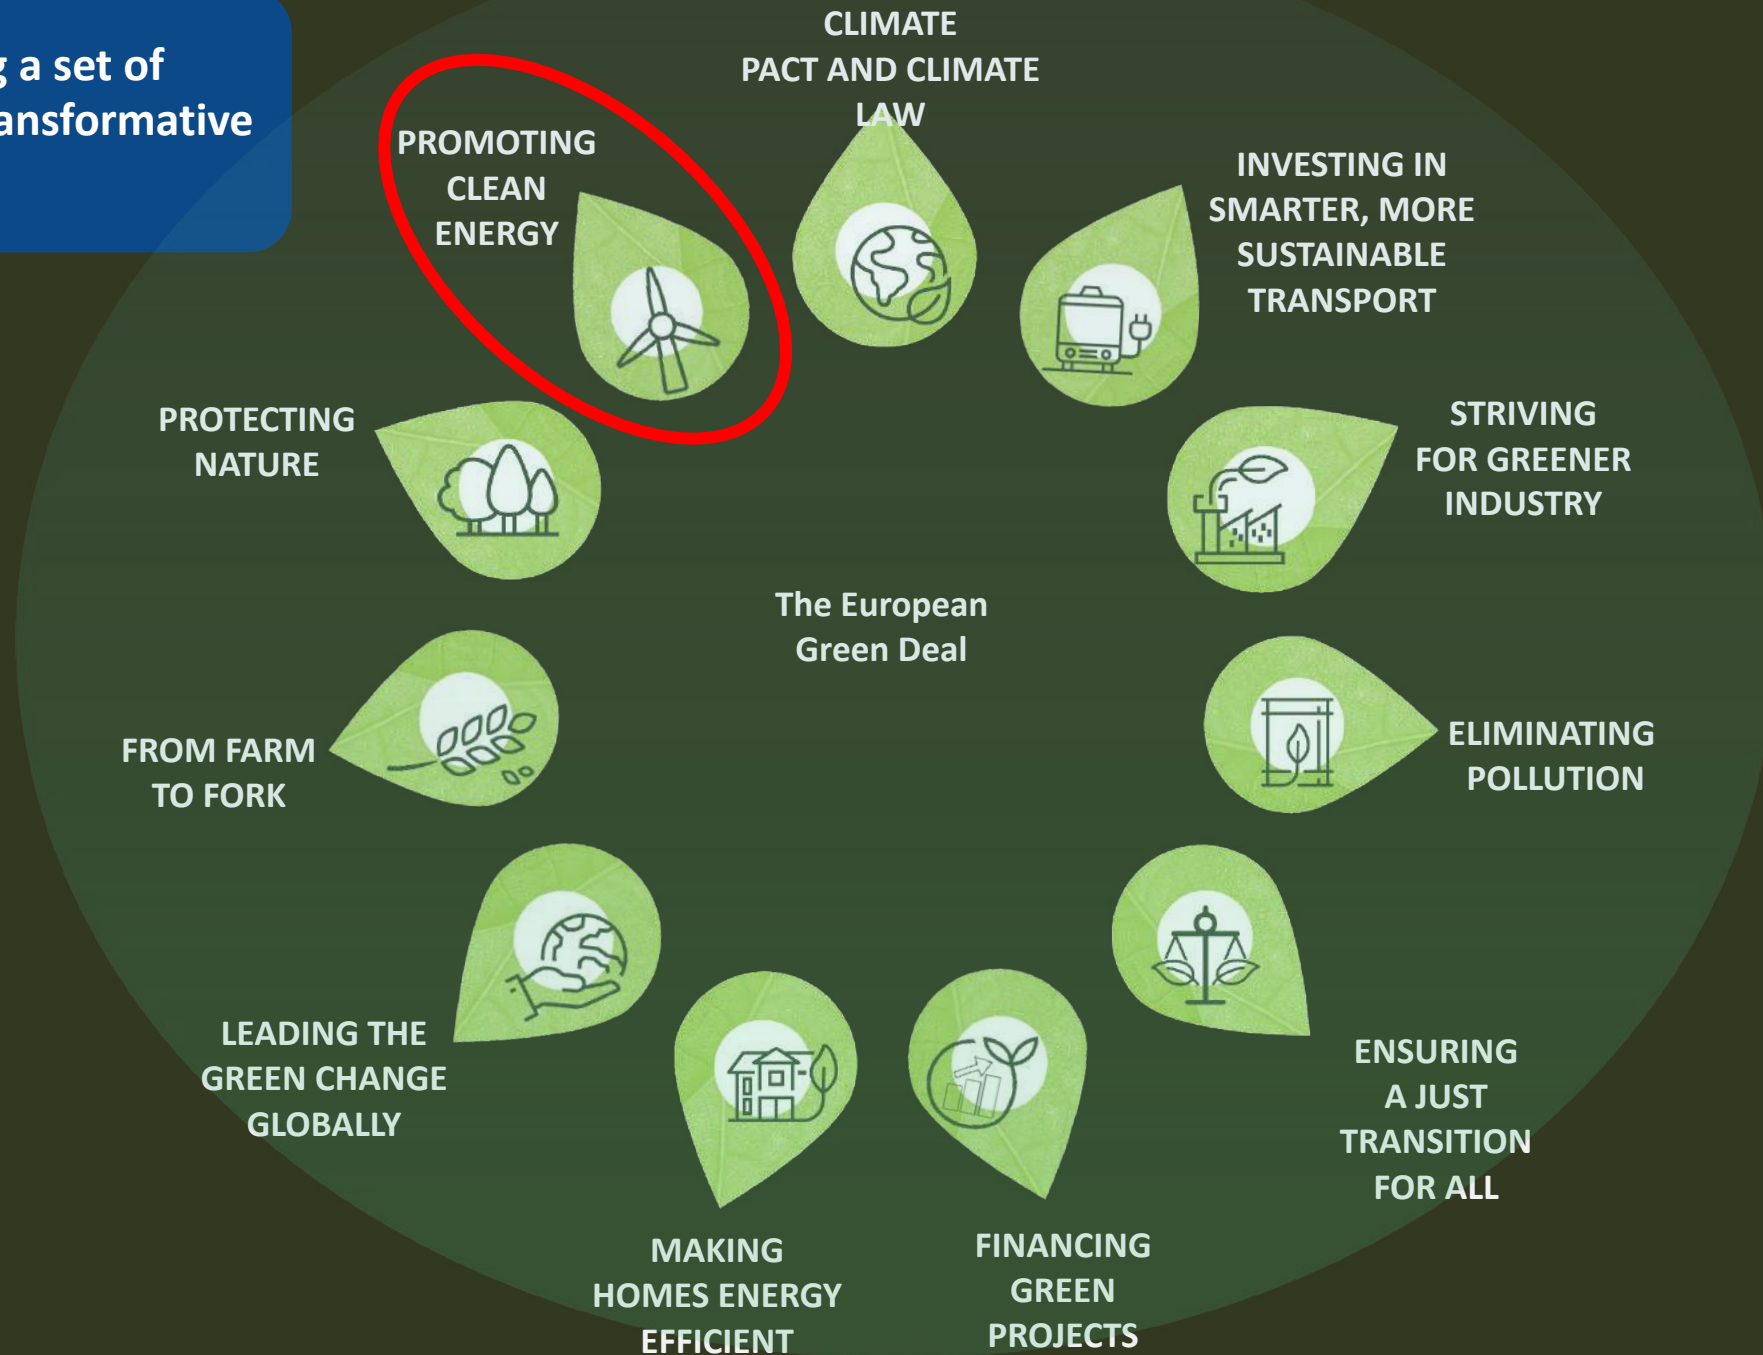 a set of
CLIMATE
PACT AND CLIMATE
LAW
PROMOTING
CLEAN
ENERGY
INVESTING IN
SMARTER, MORE
SUSTAINABLE
TRANSPORT
PROTECTING
NATURE
STRIVING
FOR GREENER
INDUSTRY
The European
Green Deal
FROM FARM
TO FORK
ELIMINATING
POLLUTION
LEADING THE
GREEN CHANGE
GLOBALLY
ENSURING
A JUST
TRANSITION
FOR ALL
MAKING
HOMES ENERGY
EFFICIENT
FINANCING
GREEN
PROJECTS